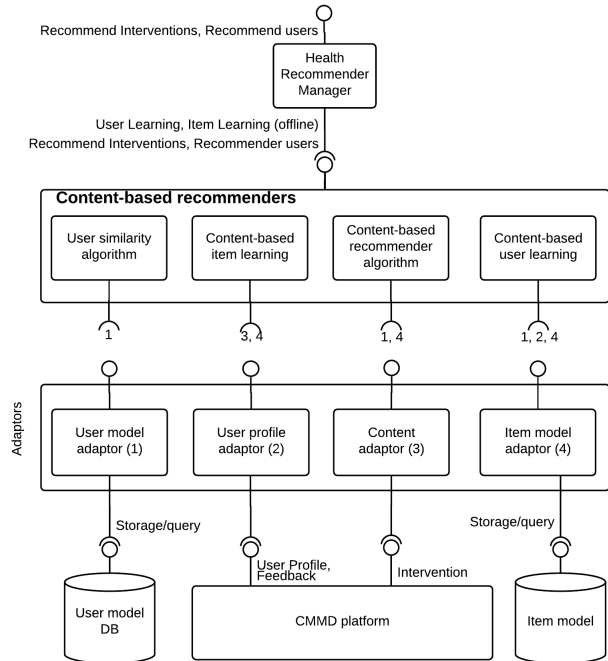 Recommend Interventions, Recommend users
Health
Recommender
Manager
User Learning, Item Learning (offline)
Recommend Interventions, Recommender users
Content-based recommenders
User similarity
algorithm
Content-based
item learning
Content-based
recommender
algorithm
Content-based
user learning
1
3, 4
1, 4
1, 2, 4
Adaptors
User model
adaptor (1)
User profile
adaptor (2)
Content
adaptor (3)
Item model
adaptor (4)
Storage/query
Storage/query
User Profile,
Feedback
Intervention
User model
DB
CMMD platform
Item model